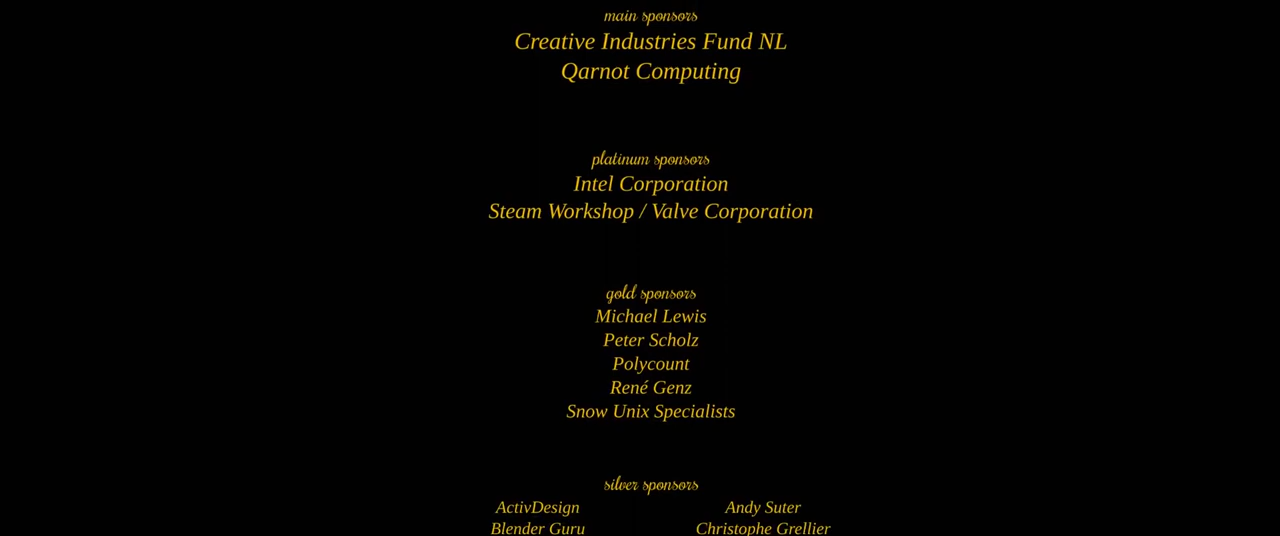 main sponsors
Creative Industries Fund NL
Qarnot Computing
platinum sponsors
Intel Corporation
Steam Workshop / Valve Corporation
gold sponsors
Michael Lewis
Peter Scholz
Polycount
René Genz
Snow Unix Specialists
silver sponsors
ActivDesign Andy Suter
Blender Guru Christophe Grellier